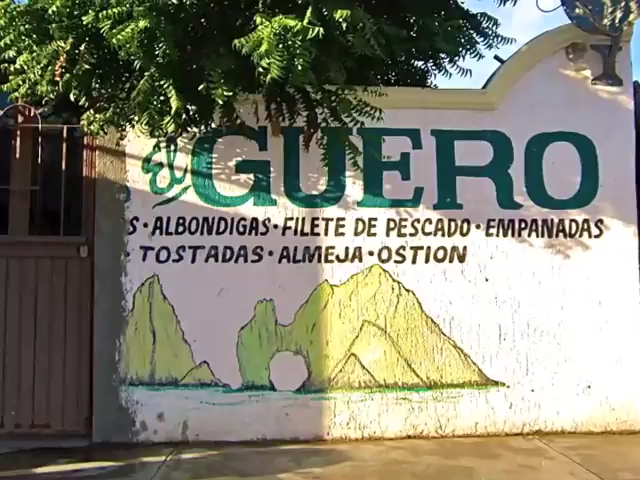 El GUERO
S·ALBONDIGAS·FILETE DE PESCADO·EMPANADAS
·TOSTADAS·ALMEJA·OSTION